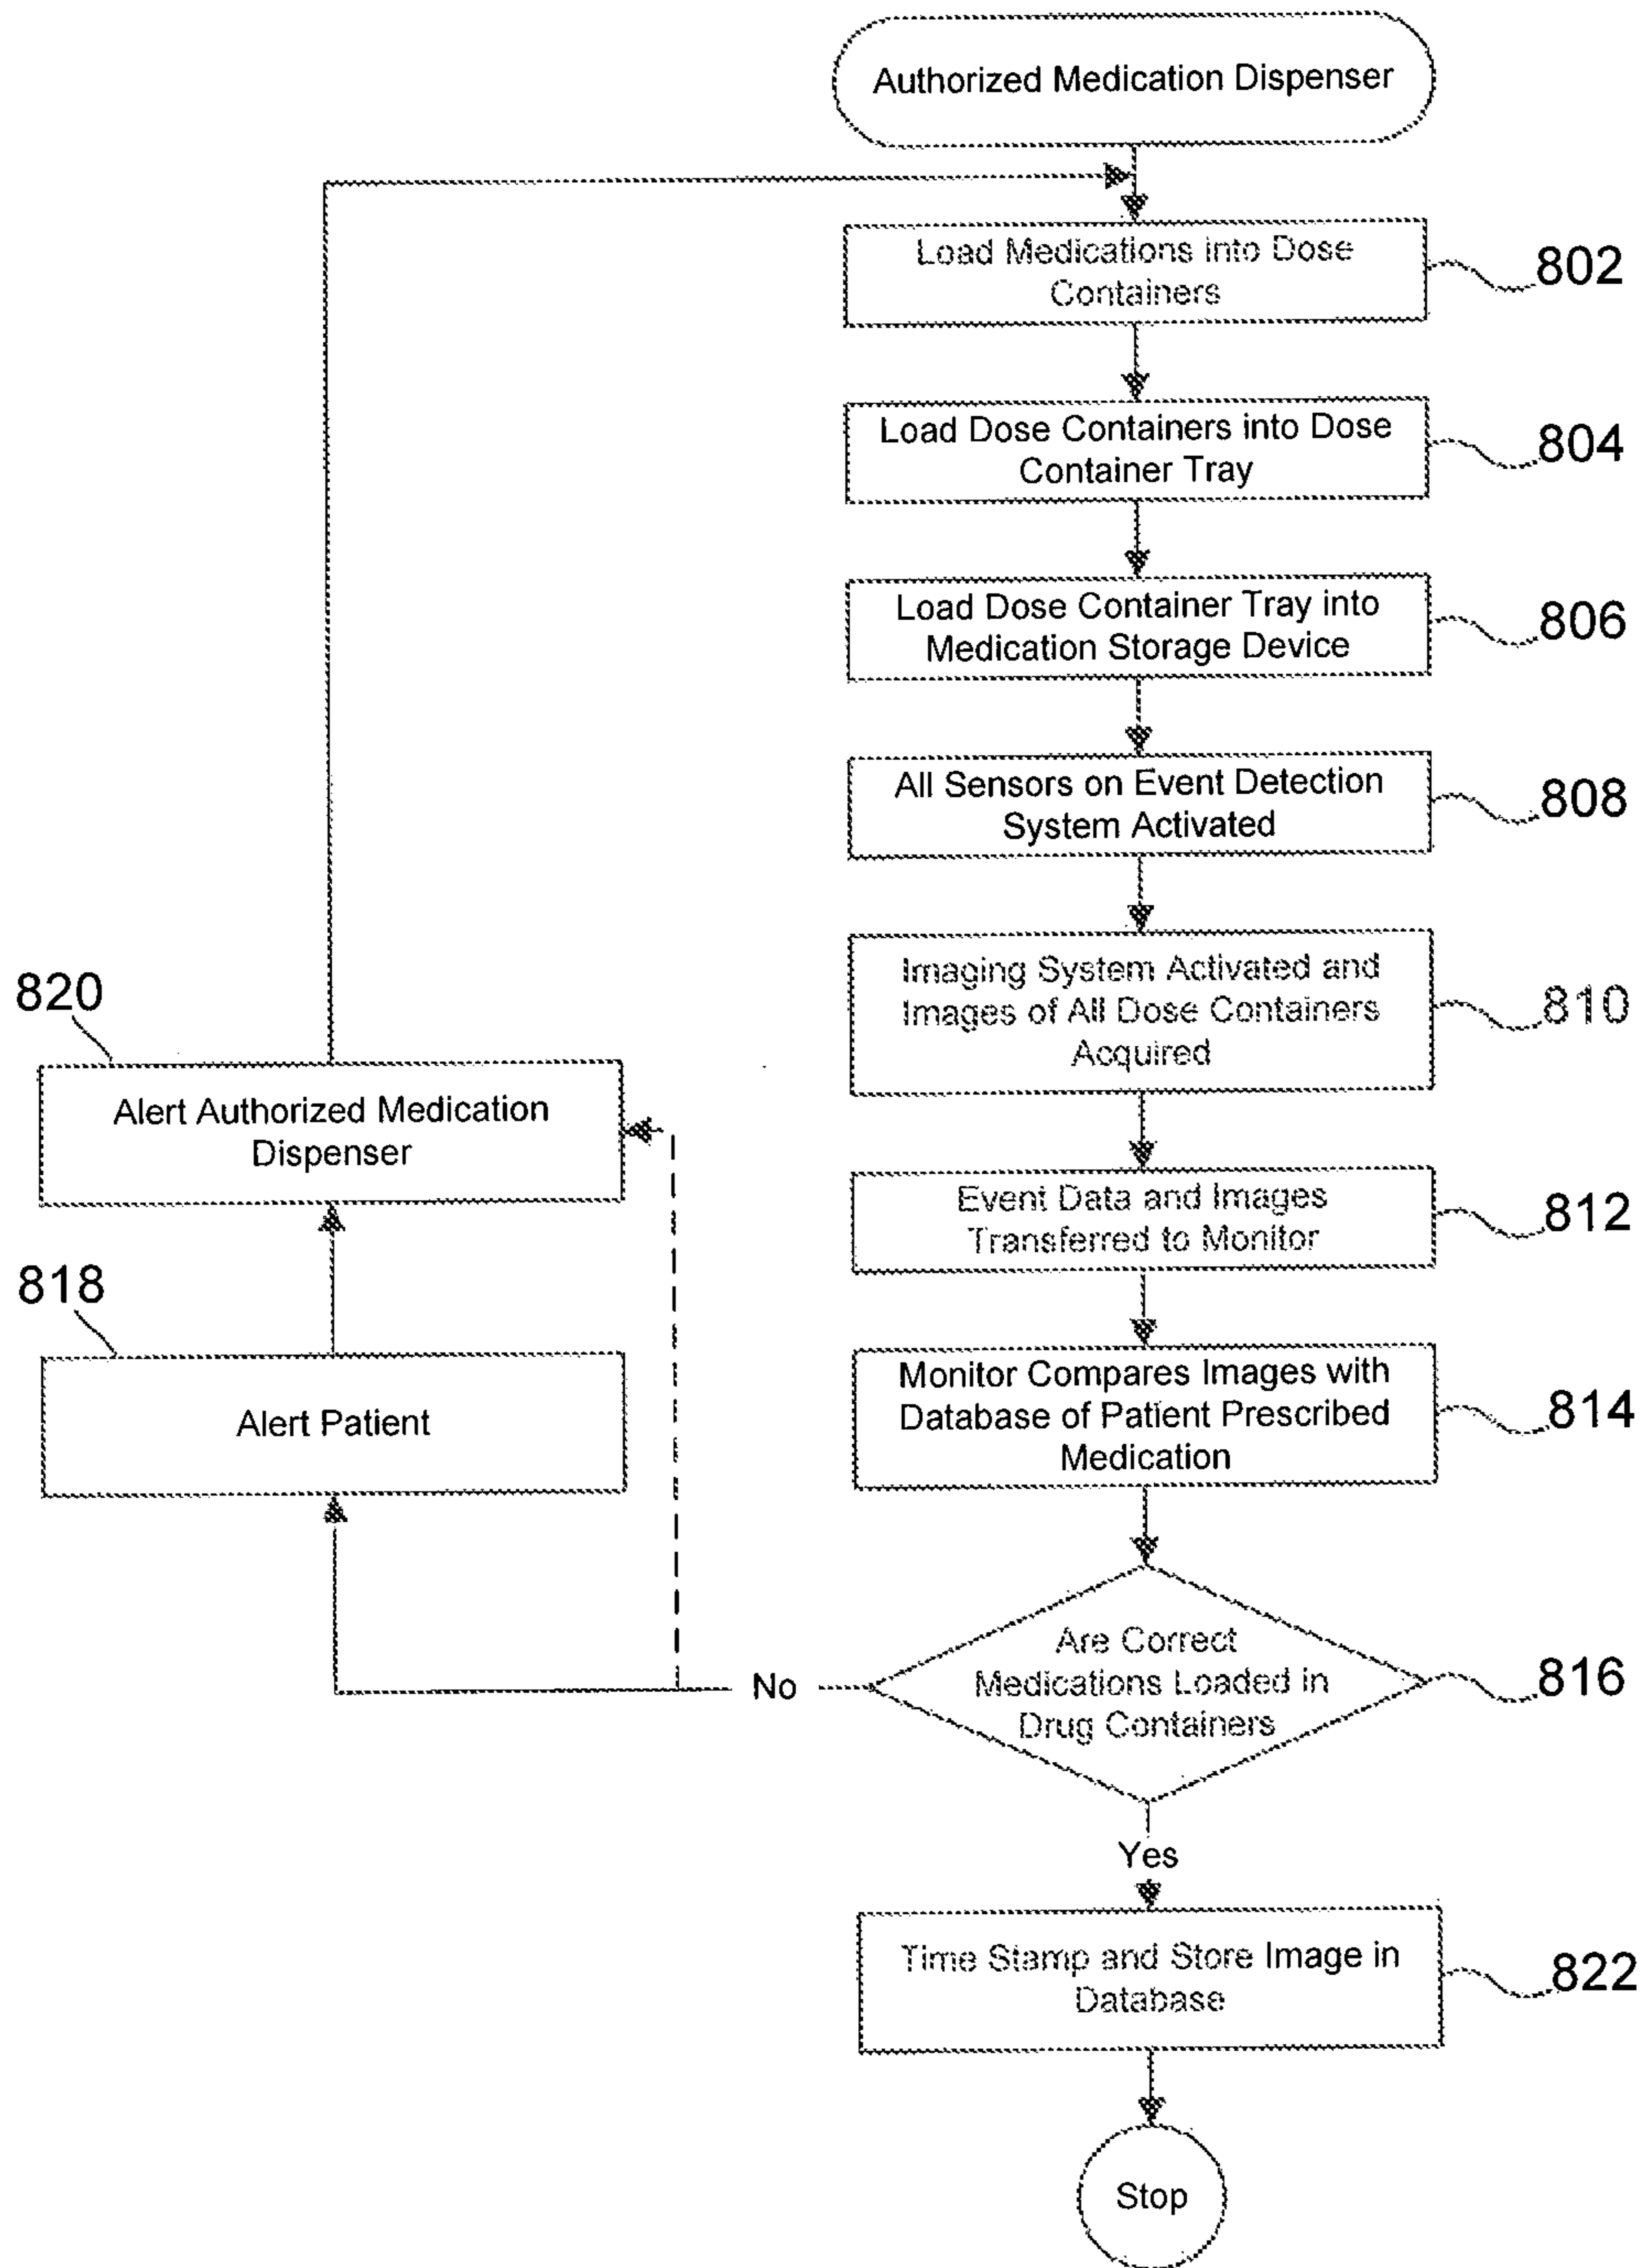 Authorized Medication Dispenser
Load Medications into Dose
Containers
802
Load Dose Containers into Dose
Container Tray
804
Load Dose Container Tray into
Medication Storage Device
806
All Sensors on Event Detection
System Activated
808
Imaging System Activated and
Images of All Dose Containers
Acquired
810
820
Alert Authorized Medication
Dispenser
Event Data and Images
Transferred to Monitor
812
818
Alert Patient
Monitor Compares Images with
Database of Patient Prescribed
Medication
814
Are Correct
Medications Loaded in
Drug Containers
816
No
Yes
Time Stamp and Store Image in
Database
822
Stop